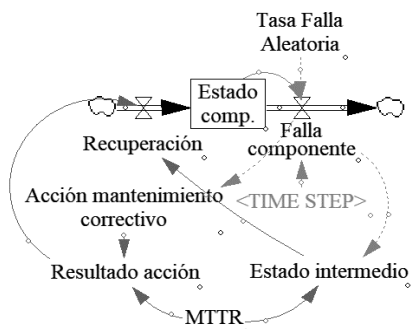 Tasa Falla
Aleatoria
Estado
comp.
Recuperación
Falla
componente
Acción mantenimiento
correctivo
<TIME STEP>
Resultado acción
Estado intermedio
MTTR